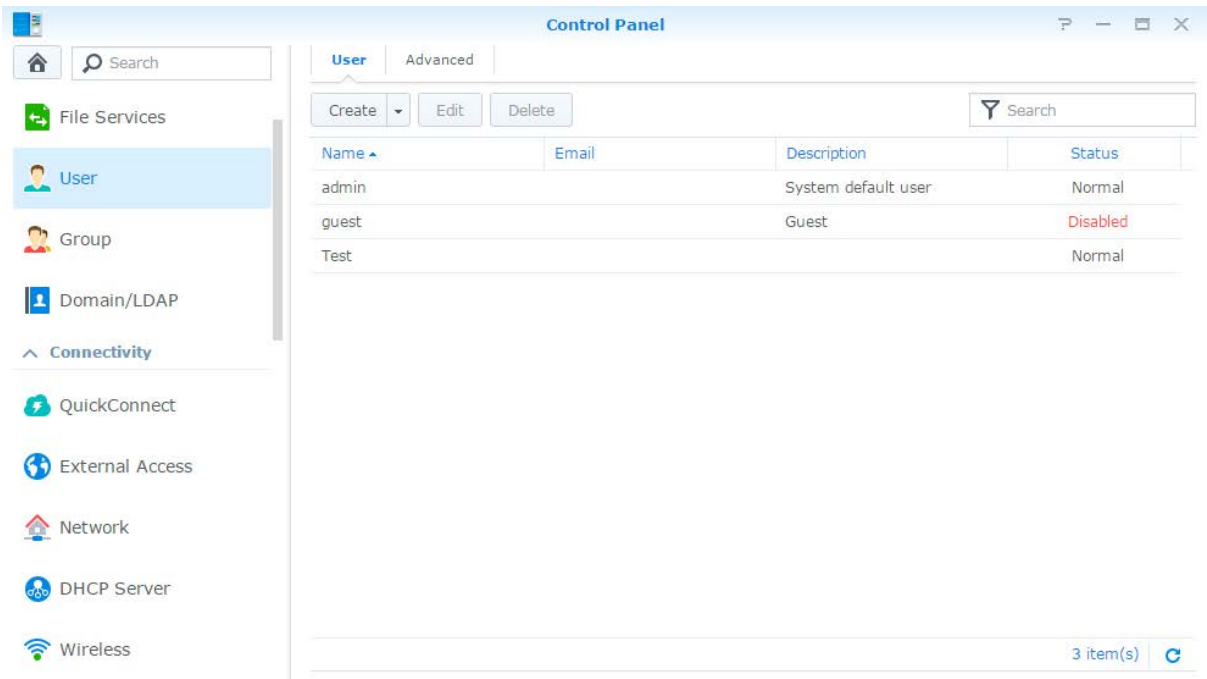 Control Panel
Search
File Services
User
Group
Domain/LDAP
Connectivity
QuickConnect
External Access
Network
DHCP Server
Wireless
User Advanced
Create Edit Delete Search
Name Email Description Status
admin System default user Normal
guest Guest Disabled
Test Normal
3 item(s)